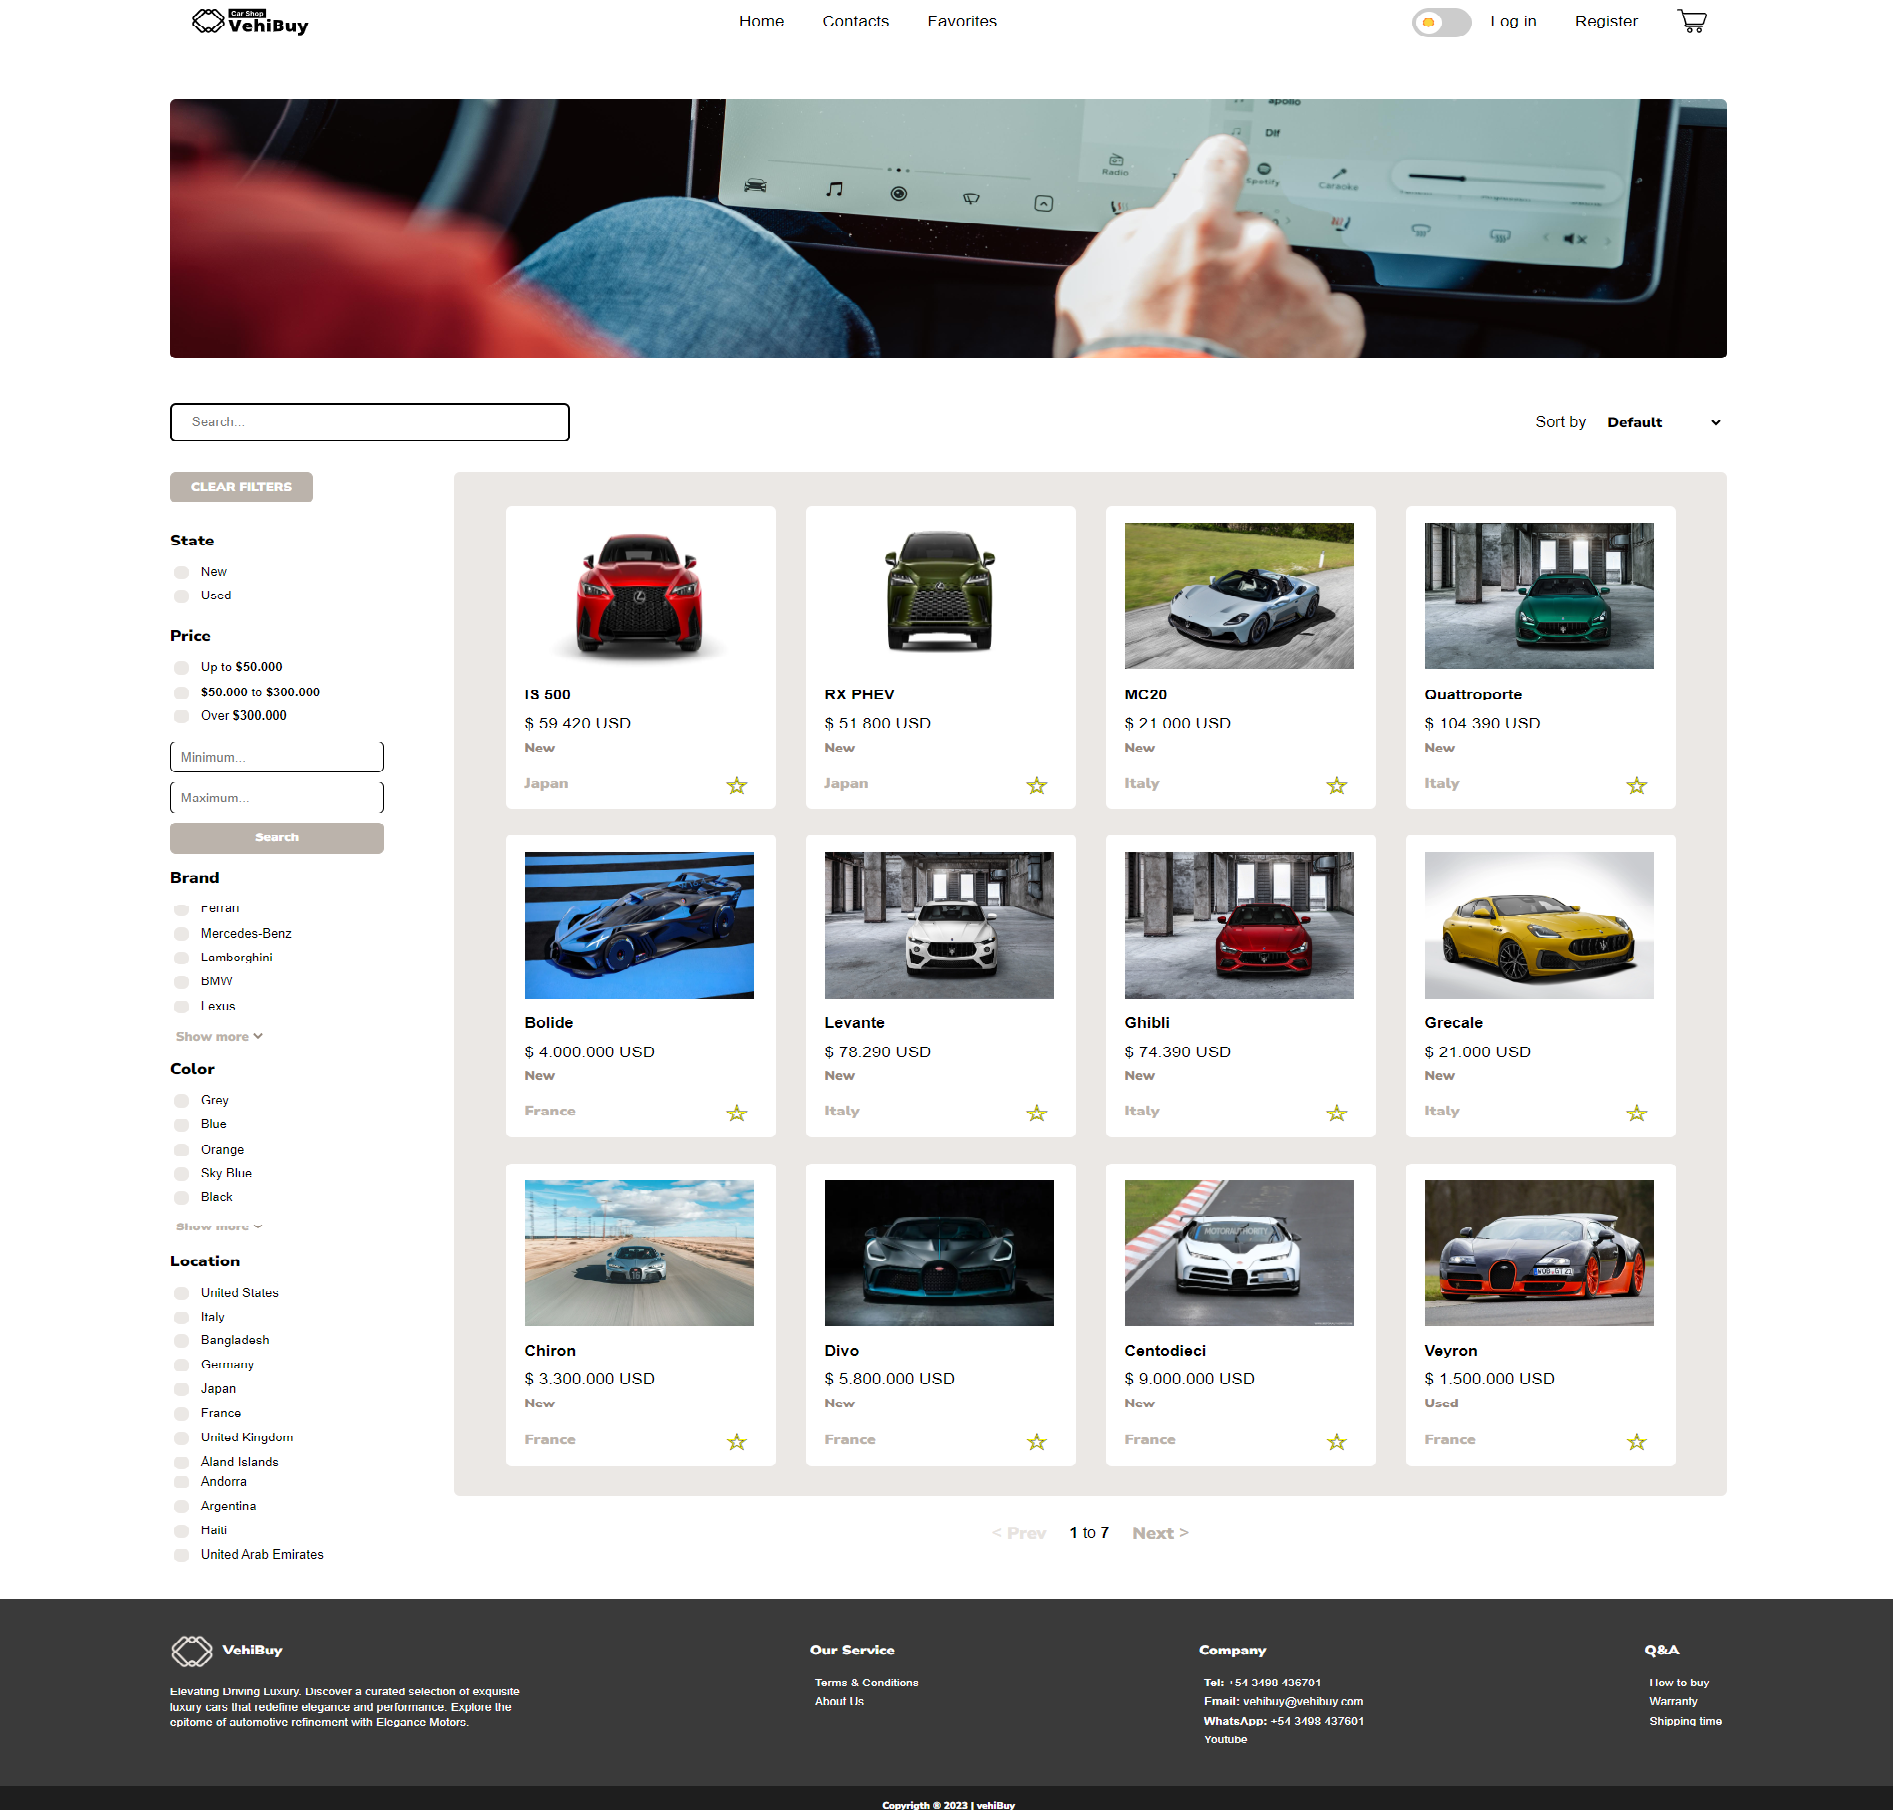 Car Shop
VehiBuy
Home
Contacts
Favorites
Log in
Register
apollo
Dlf
Radio
Spotify
Caraoke
Search...
Sort by
Default
CLEAR FILTERS
State
New
Used
Price
Up to $50.000
$50.000 to $300.000
Over $300.000
Minimum...
Maximum...
Search
Brand
Ferrari
Mercedes-Benz
Lamborghini
BMW
Lexus
Show more
Color
Grey
Blue
Orange
Sky Blue
Black
Show more
Location
United States
Italy
Bangladesh
Germany
Japan
France
United Kingdom
Åland Islands
Andorra
Argentina
Haiti
United Arab Emirates
IS 500
$ 59.420 USD
New
Japan
RX PHEV
$ 51.800 USD
New
Japan
MC20
$ 21.000 USD
New
Italy
Quattroporte
$ 104.390 USD
New
Italy
Bolide
$ 4.000.000 USD
New
France
Levante
$ 78.290 USD
New
Italy
Ghibli
$ 74.390 USD
New
Italy
Grecale
$ 21.000 USD
New
Italy
Chiron
$ 3.300.000 USD
New
France
Divo
$ 5.800.000 USD
New
France
MOTORAUTHORITY
Centodieci
$ 9.000.000 USD
New
France
Veyron
$ 1.500.000 USD
Used
France
< Prev
1 to 7
Next >
VehiBuy
Elevating Driving Luxury. Discover a curated selection of exquisite
luxury cars that redefine elegance and performance. Explore the
epitome of automotive refinement with Elegance Motors.
Our Service
Terms & Conditions
About Us
Company
Tel: +54 3498 436701
Email: vehibuy@vehibuy.com
WhatsApp: +54 3498 437601
Youtube
Q&A
How to buy
Warranty
Shipping time
Copyrigth © 2023 | vehiBuy